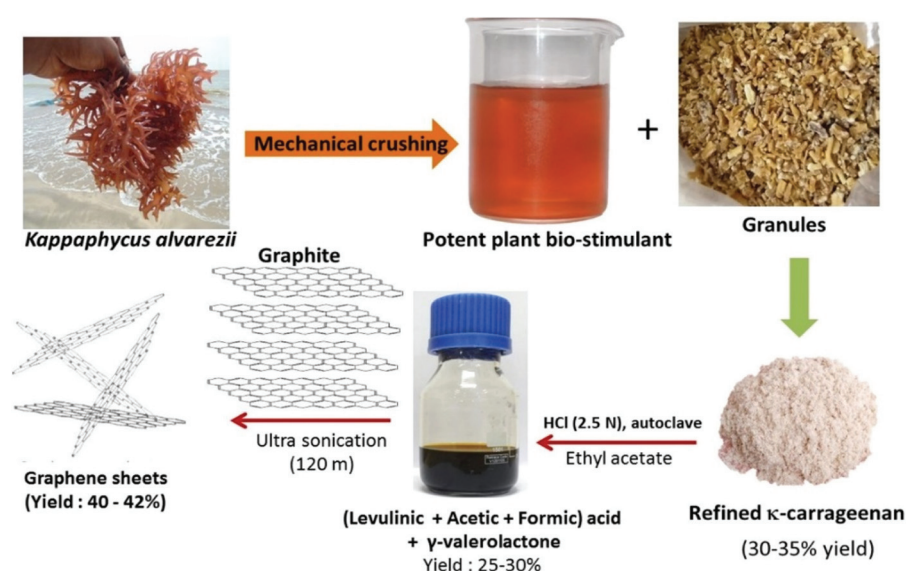 Mechanical crushing
+
Kappaphycus alvarezii
Potent plant bio-stimulant
Granules
Graphite
HCl (2.5 N), autoclave
Ethyl acetate
Ultra sonication
(120 m)
Graphene sheets
(Yield : 40 - 42%)
(Levulinic + Acetic + Formic) acid
+ γ-valerolactone
Yield : 25-30%
Refined κ-carrageenan
(30-35% yield)